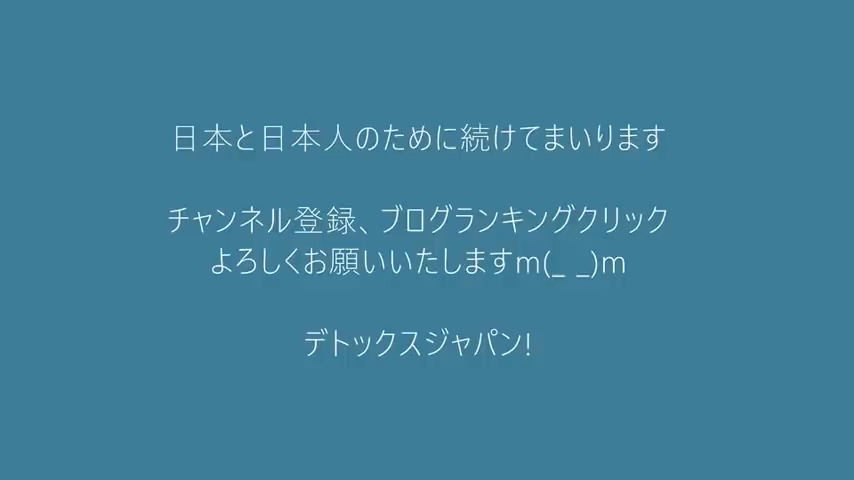 日本と日本人のために続けてまいります
チャンネル登録、ブログランキングクリック
よろしくお願いいたしますm(_ _)m
デトックスジャパン!